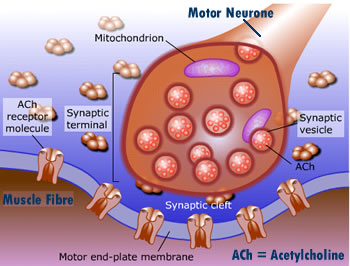 Motor Neurone
Mitochondrion
ACh
receptor
molecule
Synaptic
terminal
Synaptic
vesicle
ACh
Muscle Fibre
Synaptic cleft
Motor end-plate membrane
ACh = Acetylcholine